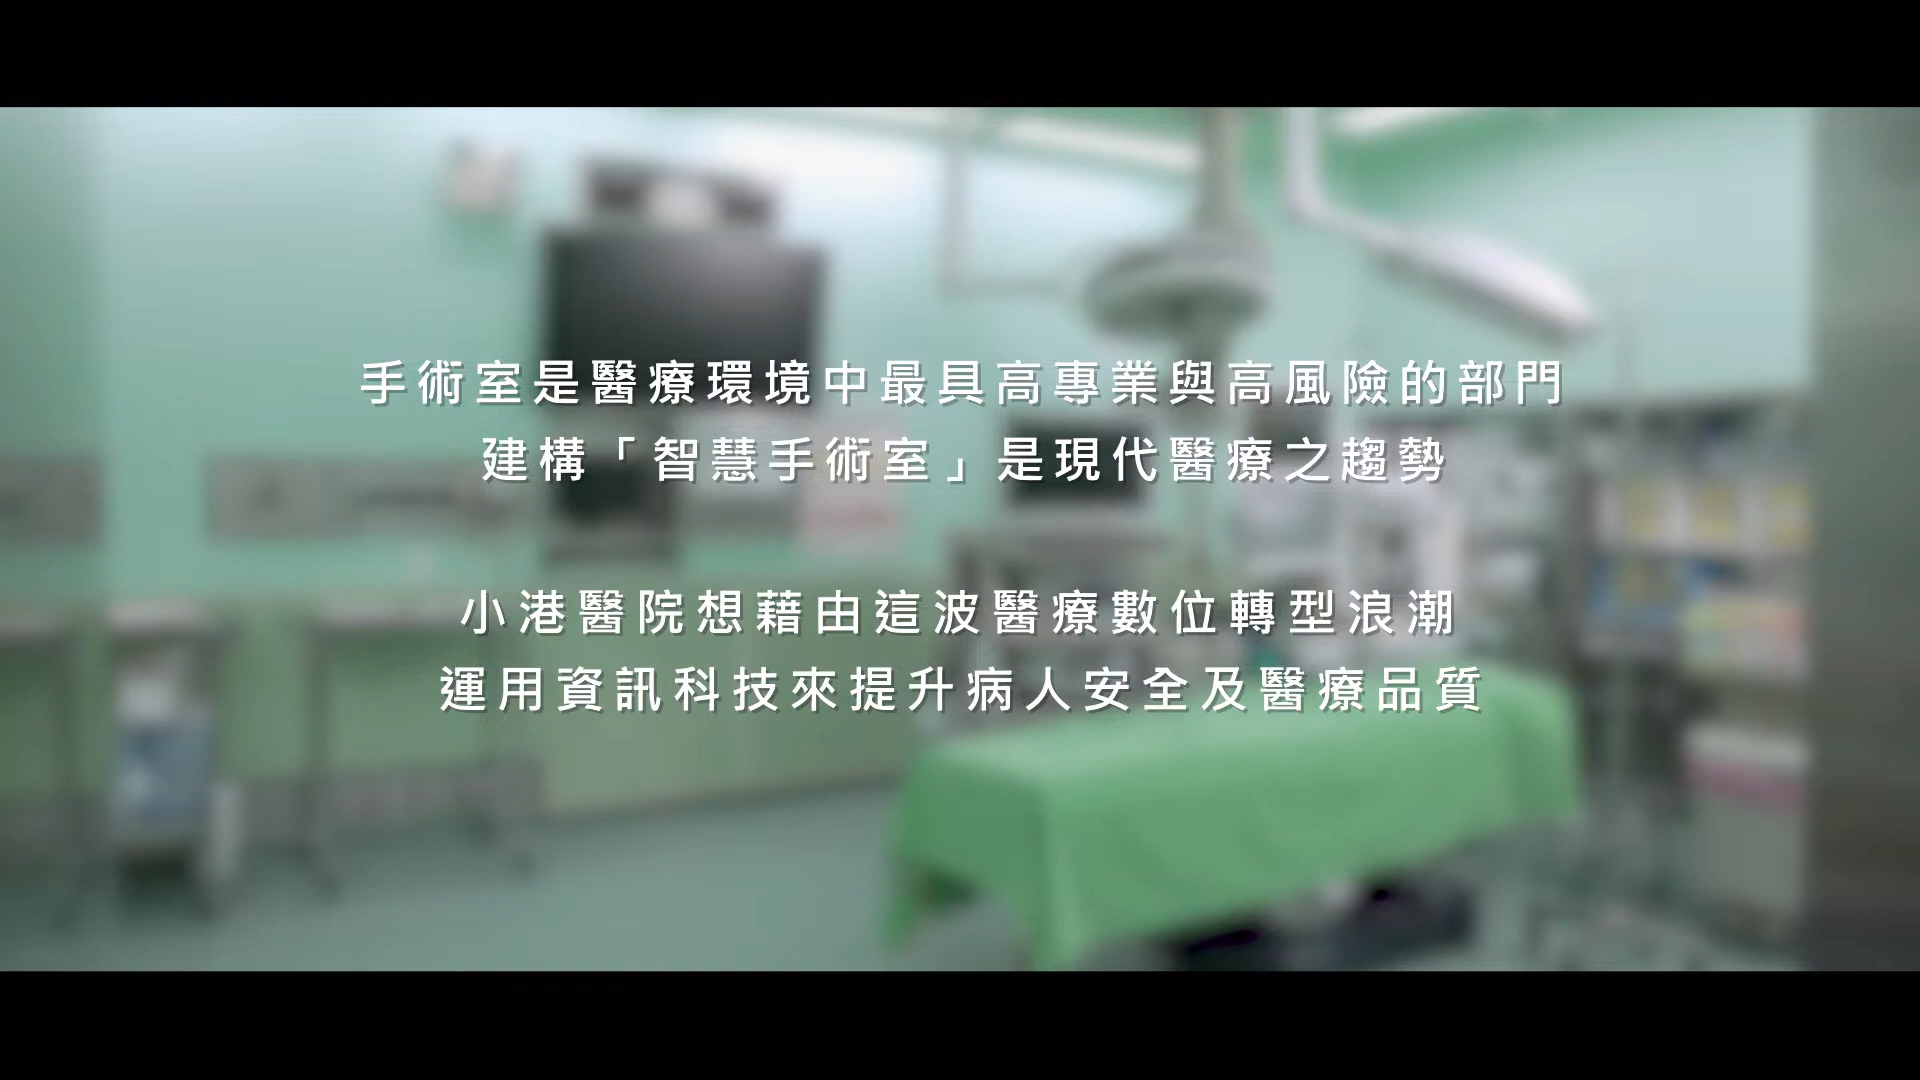 手術室是醫療環境中最具高專業與高風險的部門
建構「智慧手術室」是現代醫療之趨勢
小港醫院想藉由這波醫療數位轉型浪潮
運用資訊科技來提升病人安全及醫療品質